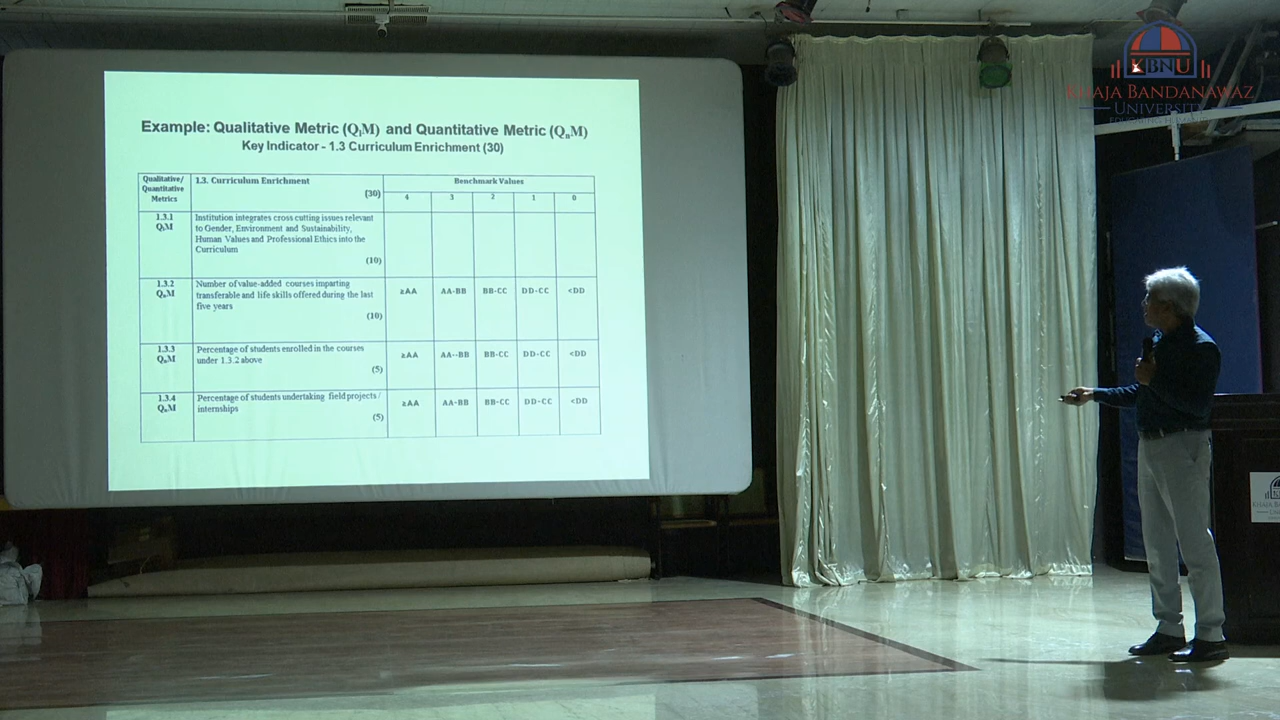 KBNU
KHAJA BANDANAWAZ
UNIVERSITY
Example: Qualitative Metric (QlM) and Quantitative Metric (QnM)
Key Indicator - 1.3 Curriculum Enrichment (30)
Qualitative/
Quantitative
Metrics
1.3. Curriculum Enrichment
(30)
Benchmark Values
4 3 2 1 0
1.3.1
QlM
Institution integrates cross cutting issues relevant
to Gender, Environment and Sustainability,
Human Values and Professional Ethics into the
Curriculum
(10)
1.3.2
QnM
Number of value-added courses imparting
transferable and life skills offered during the last
five years
(10)
≥AA AA-BB BB-CC DD-CC <DD
1.3.3
QnM
Percentage of students enrolled in the courses
under 1.3.2 above
(5)
≥AA AA--BB BB-CC DD-CC <DD
1.3.4
QnM
Percentage of students undertaking field projects /
internships
(5)
≥AA AA-BB BB-CC DD-CC <DD